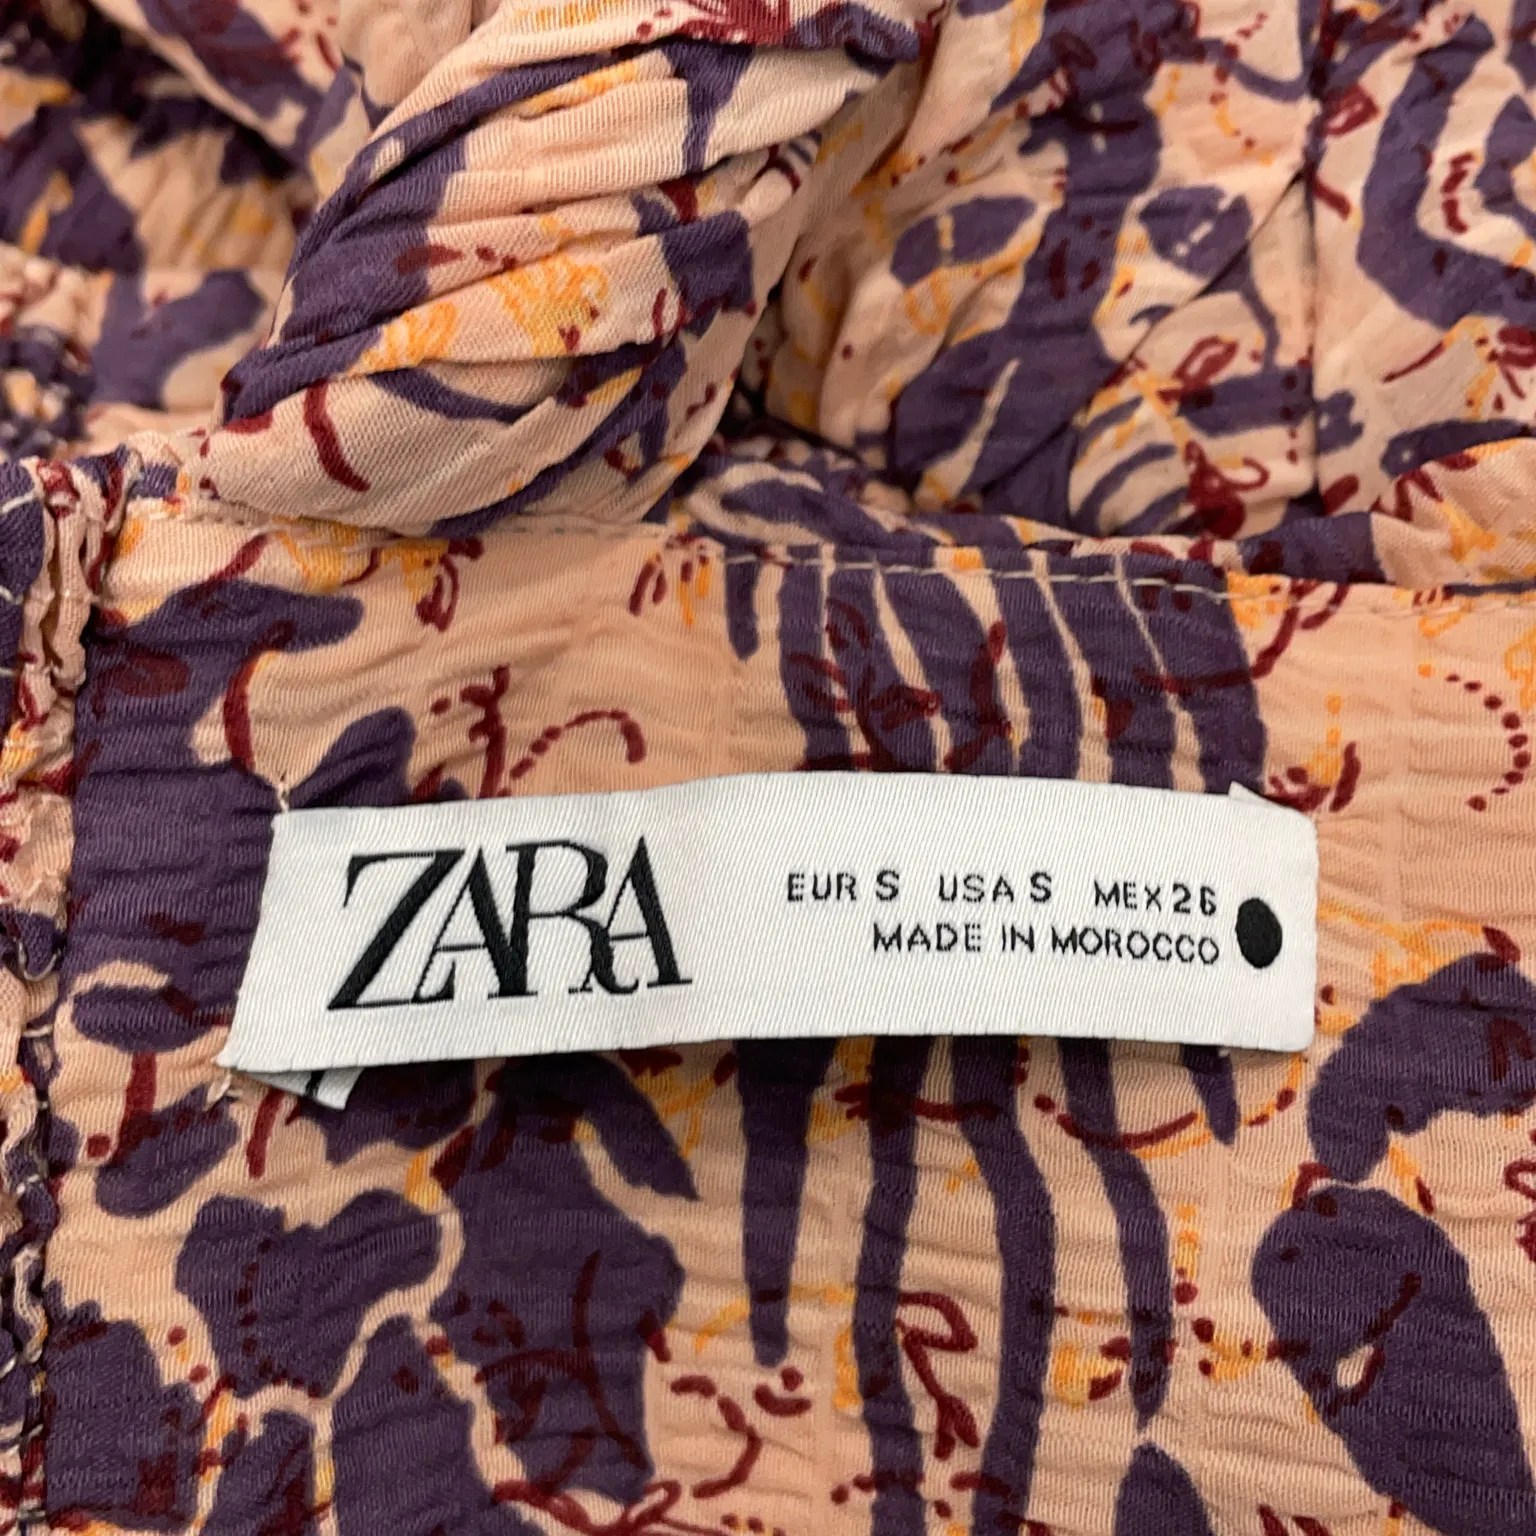 ZARA
EUR S USA S MEX 26
MADE IN MOROCCO